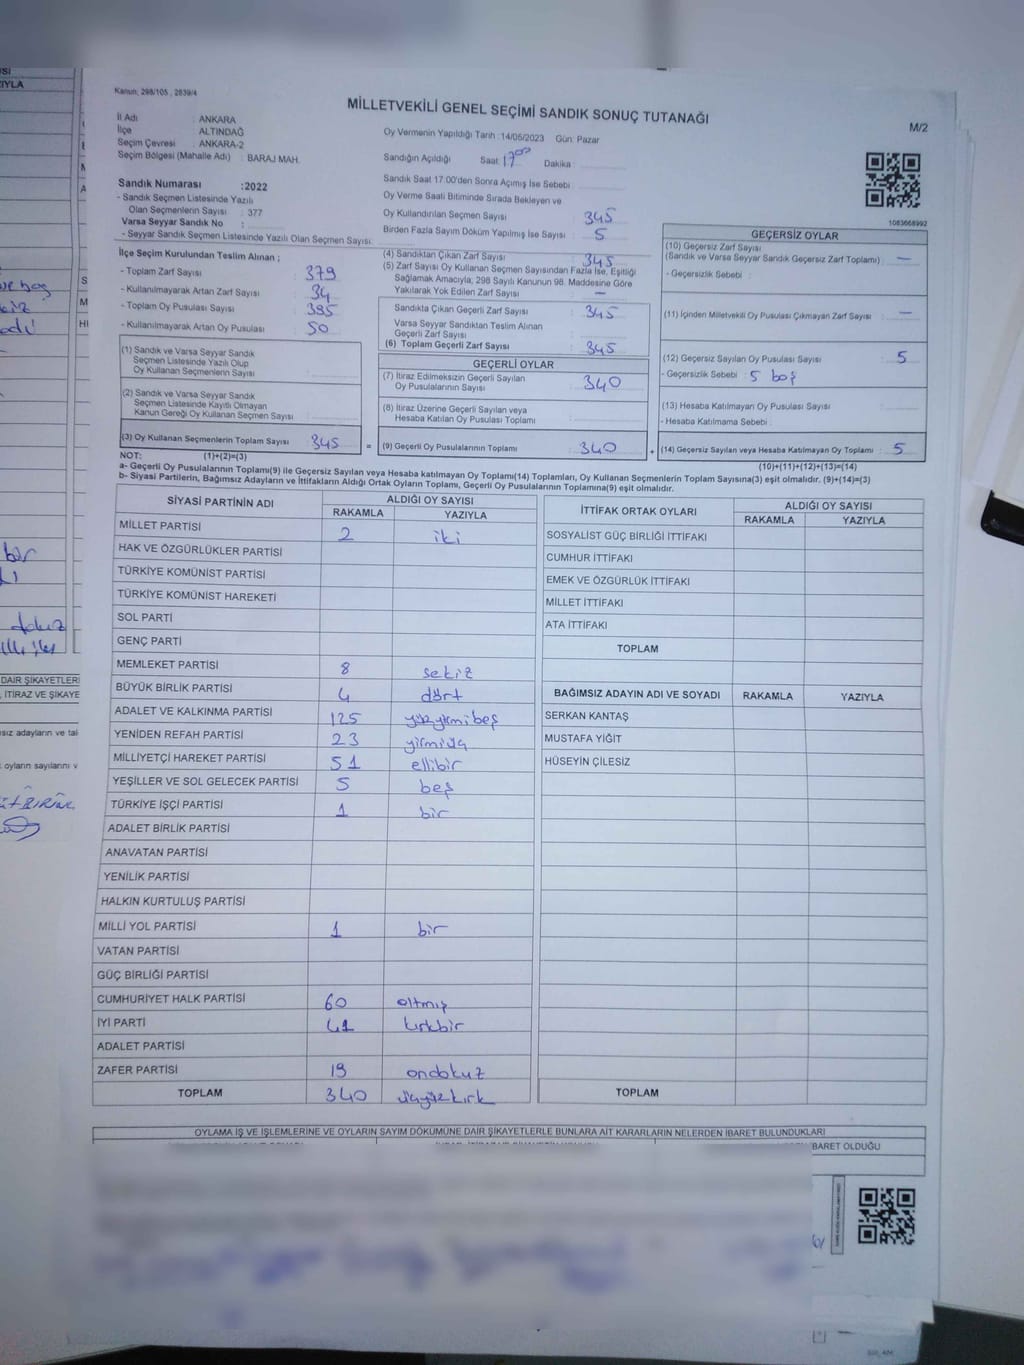 Kanun; 298/105 , 2839/4
MİLLETVEKİLİ GENEL SEÇİMİ SANDIK SONUÇ TUTANAĞI
M/2
İl Adı : ANKARA
İlçe : ALTINDAĞ
Seçim Çevresi : ANKARA-2
Seçim Bölgesi (Mahalle Adı) : BARAJ MAH.
Sandık Numarası :2022
- Sandık Seçmen Listesinde Yazılı
Olan Seçmenlerin Sayısı : 377
Varsa Seyyar Sandık No :
- Seyyar Sandık Seçmen Listesinde Yazılı Olan Seçmen Sayısı:
Oy Vermenin Yapıldığı Tarih :14/05/2023 Gün: Pazar
Sandığın Açıldığı Saat: 17 00 Dakika :
Sandık Saat 17.00'den Sonra Açımış İse Sebebi :
Oy Verme Saati Bitiminde Sırada Bekleyen ve
Oy Kullandırılan Seçmen Sayısı : 345
Birden Fazla Sayım Döküm Yapılmış İse Sayısı : 5
1083668992
İlçe Seçim Kurulundan Teslim Alınan ;
- Toplam Zarf Sayısı : 379
- Kullanılmayarak Artan Zarf Sayısı : 34
- Toplam Oy Pusulası Sayısı : 395
- Kullanılmayarak Artan Oy Pusulası : 50
(1) Sandık ve Varsa Seyyar Sandık
Seçmen Listesinde Yazılı Olup
Oy Kullanan Seçmenlerin Sayısı :
(2) Sandık ve Varsa Seyyar Sandık
Seçmen Listesinde Kayıtlı Olmayan
Kanun Gereği Oy Kullanan Seçmen Sayısı :
(3) Oy Kullanan Seçmenlerin Toplam Sayısı : 345 =
(4) Sandıktan Çıkan Zarf Sayısı : 345
(5) Zarf Sayısı Oy Kullanan Seçmen Sayısından Fazla İse, Eşitliği
Sağlamak Amacıyla; 298 Sayılı Kanunun 98. Maddesine Göre
Yakılarak Yok Edilen Zarf Sayısı : —
Sandıkta Çıkan Geçerli Zarf Sayısı : 345
Varsa Seyyar Sandıktan Teslim Alınan
Geçerli Zarf Sayısı :
(6) Toplam Geçerli Zarf Sayısı : 345
GEÇERLİ OYLAR
(7) İtiraz Edilmeksizin Geçerli Sayılan
Oy Pusulalarının Sayısı : 340
(8) İtiraz Üzerine Geçerli Sayılan veya
Hesaba Katılan Oy Pusulası Toplamı :
(9) Geçerli Oy Pusulalarının Toplamı : 340 +
GEÇERSİZ OYLAR
(10) Geçersiz Zarf Sayısı
(Sandık ve Varsa Seyyar Sandık Geçersiz Zarf Toplamı) : —
- Geçersizlik Sebebi :
(11) İçinden Milletvekili Oy Pusulası Çıkmayan Zarf Sayısı : —
(12) Geçersiz Sayılan Oy Pusulası Sayısı : 5
- Geçersizlik Sebebi : 5 boş
(13) Hesaba Katılmayan Oy Pusulası Sayısı :
- Hesaba Katılmama Sebebi :
(14) Geçersiz Sayılan veya Hesaba Katılmayan Oy Toplamı : 5
NOT: (1)+(2)=(3)
(10)+(11)+(12)+(13)=(14)
a- Geçerli Oy Pusulalarının Toplamı(9) ile Geçersiz Sayılan veya Hesaba katılmayan Oy Toplamı(14) Toplamları, Oy Kullanan Seçmenlerin Toplam Sayısına(3) eşit olmalıdır. (9)+(14)=(3)
b- Siyasi Partilerin, Bağımsız Adayların ve İttifakların Aldığı Ortak Oyların Toplamı, Geçerli Oy Pusulalarının Toplamına(9) eşit olmalıdır.
SİYASİ PARTİNİN ADI ALDIĞI OY SAYISI
RAKAMLA YAZIYLA
MİLLET PARTİSİ 2 iki
HAK VE ÖZGÜRLÜKLER PARTİSİ
TÜRKİYE KOMÜNİST PARTİSİ
TÜRKİYE KOMÜNİST HAREKETİ
SOL PARTİ
GENÇ PARTİ
MEMLEKET PARTİSİ 8 sekiz
BÜYÜK BİRLİK PARTİSİ 4 dört
ADALET VE KALKINMA PARTİSİ 125 yüzyirmibeş
YENİDEN REFAH PARTİSİ 23 yirmiüç
MİLLİYETÇİ HAREKET PARTİSİ 51 ellibir
YEŞİLLER VE SOL GELECEK PARTİSİ 5 beş
TÜRKİYE İŞÇİ PARTİSİ 1 bir
ADALET BİRLİK PARTİSİ
ANAVATAN PARTİSİ
YENİLİK PARTİSİ
HALKIN KURTULUŞ PARTİSİ
MİLLİ YOL PARTİSİ 1 bir
VATAN PARTİSİ
GÜÇ BİRLİĞİ PARTİSİ
CUMHURİYET HALK PARTİSİ 60 altmış
İYİ PARTİ 41 kırkbir
ADALET PARTİSİ
ZAFER PARTİSİ 19 ondokuz
TOPLAM 340 üçyüzkırk
İTTİFAK ORTAK OYLARI ALDIĞI OY SAYISI
RAKAMLA YAZIYLA
SOSYALİST GÜÇ BİRLİĞİ İTTİFAKI
CUMHUR İTTİFAKI
EMEK VE ÖZGÜRLÜK İTTİFAKI
MİLLET İTTİFAKI
ATA İTTİFAKI
TOPLAM
BAĞIMSIZ ADAYIN ADI VE SOYADI RAKAMLA YAZIYLA
SERKAN KANTAŞ
MUSTAFA YİĞİT
HÜSEYİN ÇİLESİZ
TOPLAM
OYLAMA İŞ VE İŞLEMLERİNE VE OYLARIN SAYIM DÖKÜMÜNE DAİR ŞİKAYETLERLE BUNLARA AİT KARARLARIN NELERDEN İBARET BULUNDUKLARI
BARET OLDUĞU
DAİR ŞİKAYETLERİ
, İTİRAZ VE ŞİKAYE